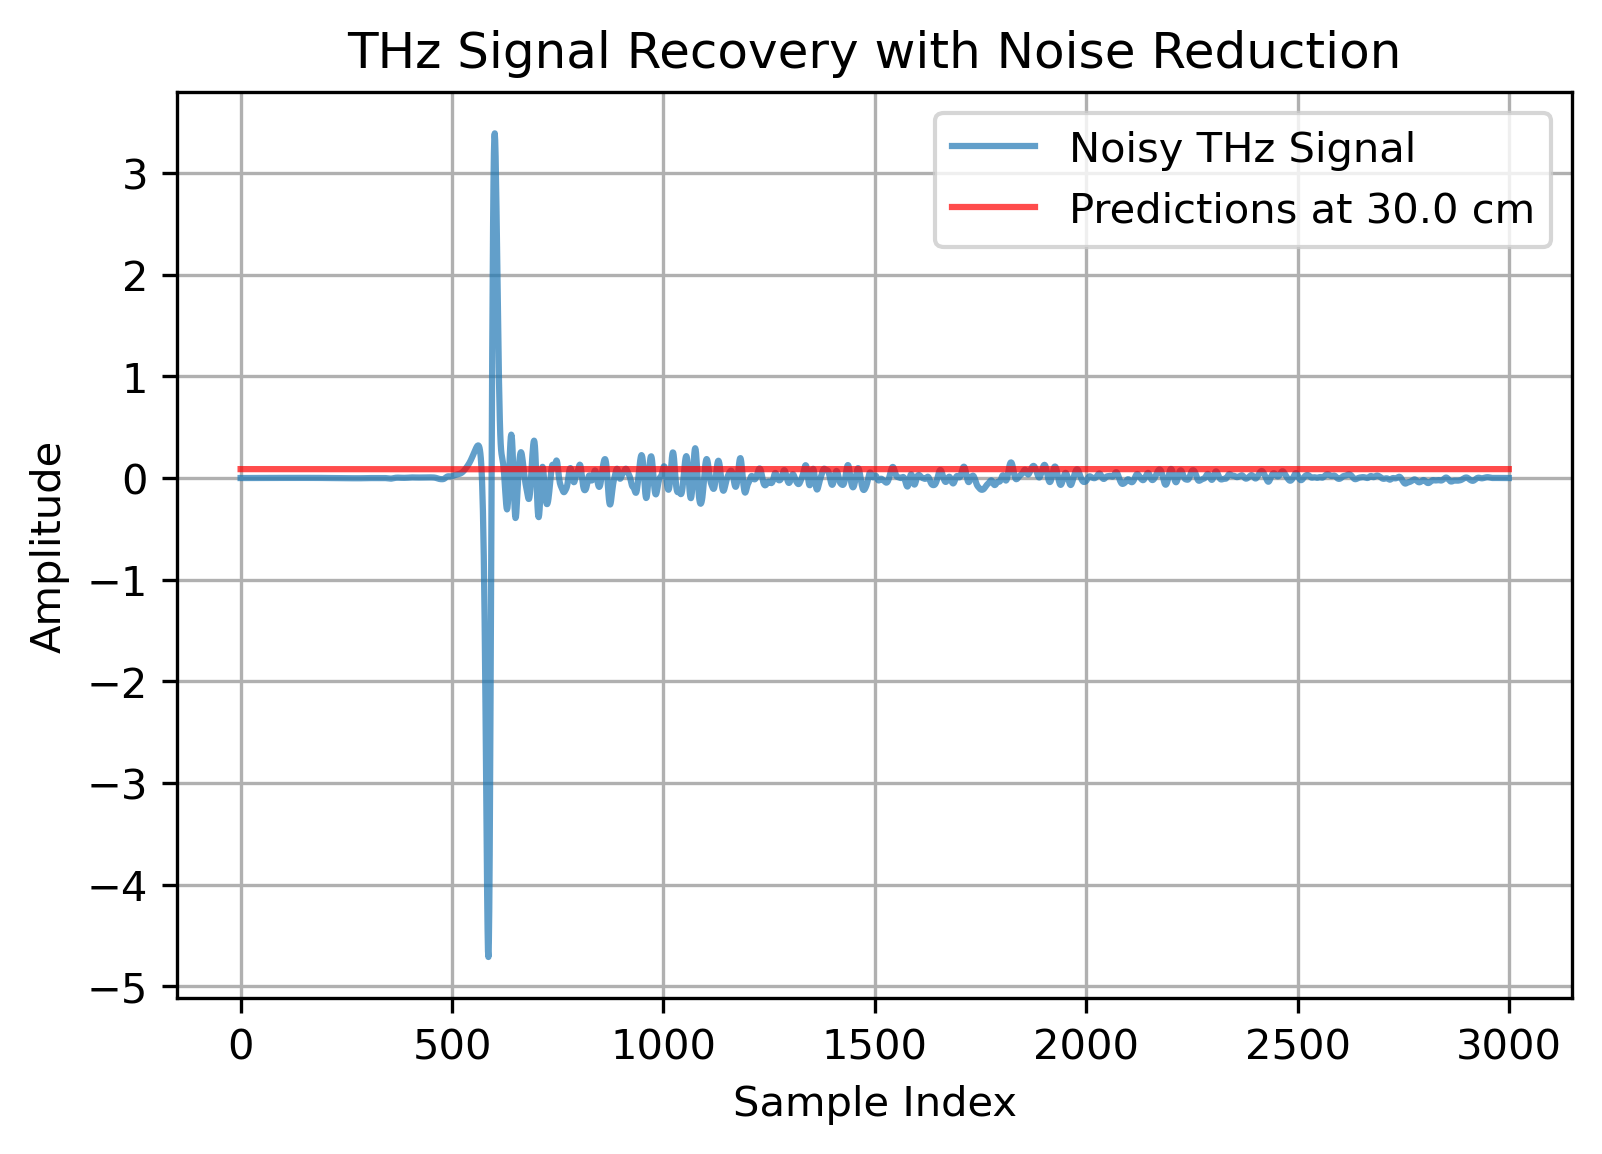 THz Signal Recovery with Noise Reduction
Noisy THz Signal
Predictions at 30.0 cm
3
2
1
0
−1
−2
−3
−4
−5
Amplitude
0 500 1000 1500 2000 2500 3000
Sample Index